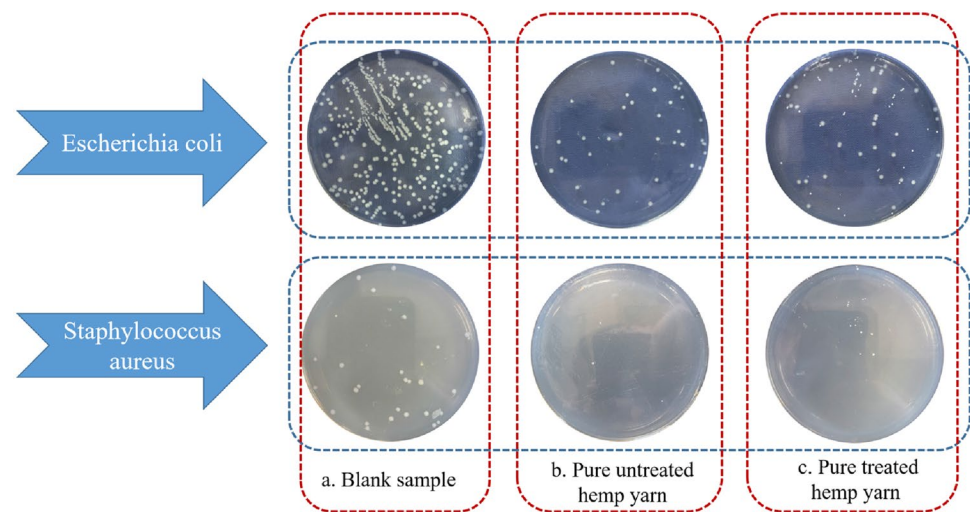 Escherichia coli
Staphylococcus
aureus
a. Blank sample
b. Pure untreated
hemp yarn
c. Pure treated
hemp yarn